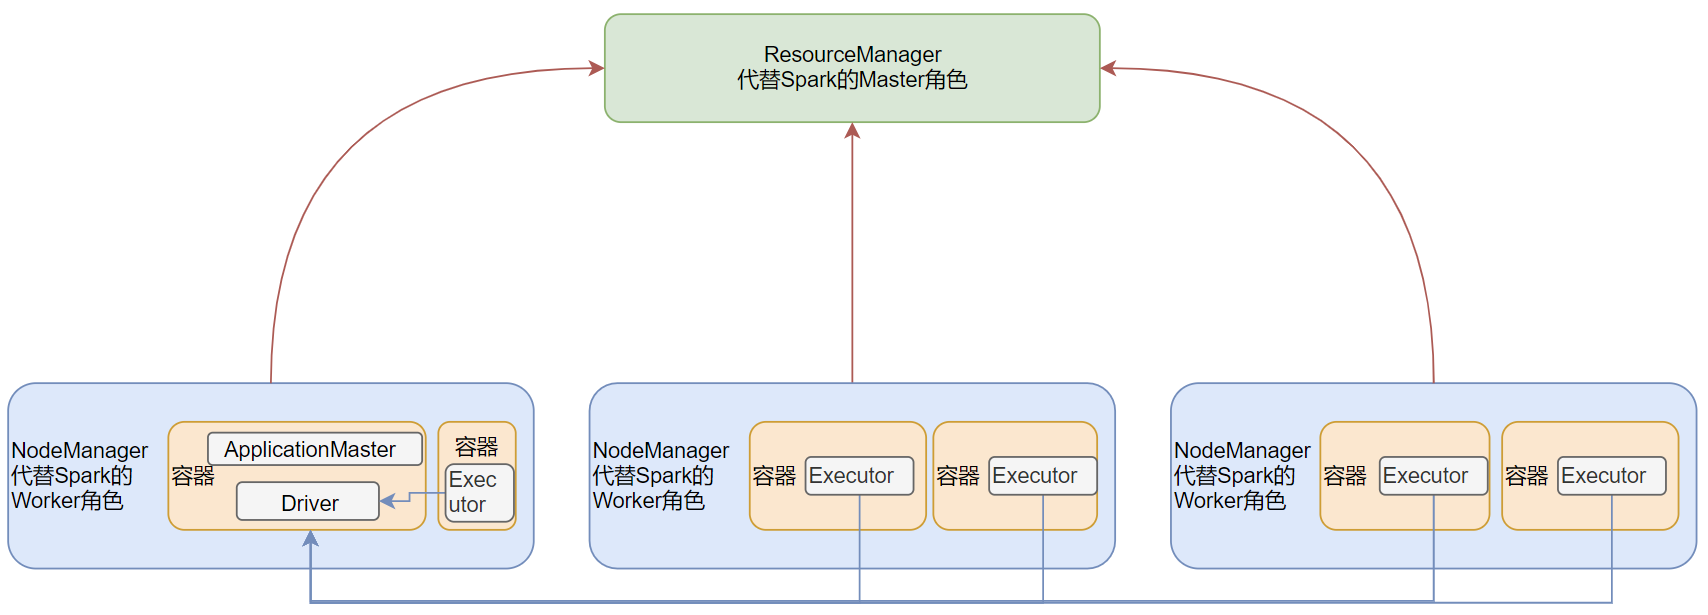 ResourceManager
代替Spark的Master角色
NodeManager
代替Spark的
Worker角色
容器
ApplicationMaster
Driver
容器
Exec
utor
NodeManager
代替Spark的
Worker角色
容器
Executor
容器
Executor
NodeManager
代替Spark的
Worker角色
容器
Executor
容器
Executor